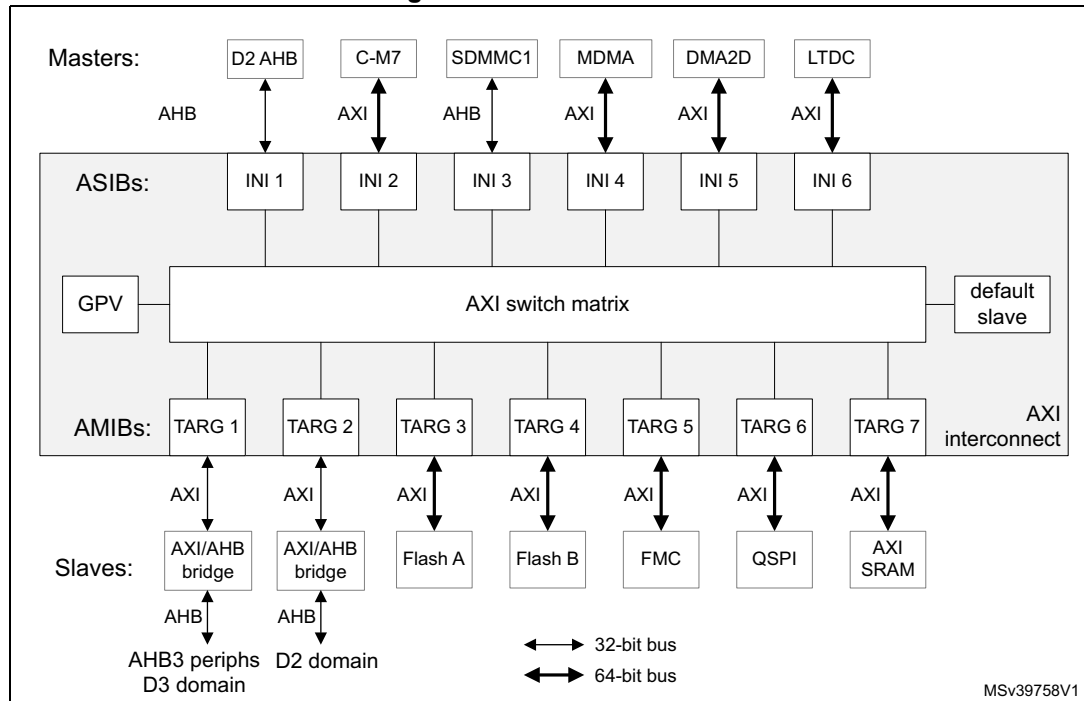 Masters:
D2 AHB
C-M7
SDMMC1
MDMA
DMA2D
LTDC
AHB
AXI
AHB
AXI
AXI
AXI
ASIBs:
INI 1
INI 2
INI 3
INI 4
INI 5
INI 6
GPV
AXI switch matrix
default
slave
AMIBs:
TARG 1
TARG 2
TARG 3
TARG 4
TARG 5
TARG 6
TARG 7
AXI
interconnect
AXI
AXI
AXI
AXI
AXI
AXI
AXI
Slaves:
AXI/AHB
bridge
AXI/AHB
bridge
Flash A
Flash B
FMC
QSPI
AXI
SRAM
AHB
AHB
AHB3 periphs
D3 domain
D2 domain
32-bit bus
64-bit bus
MSv39758V1